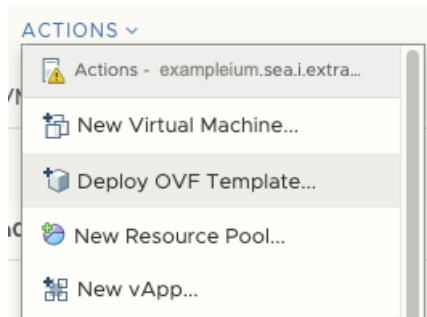 ACTIONS
Actions - exampleium.sea.i.extra...
New Virtual Machine...
Deploy OVF Template...
New Resource Pool...
New vApp...